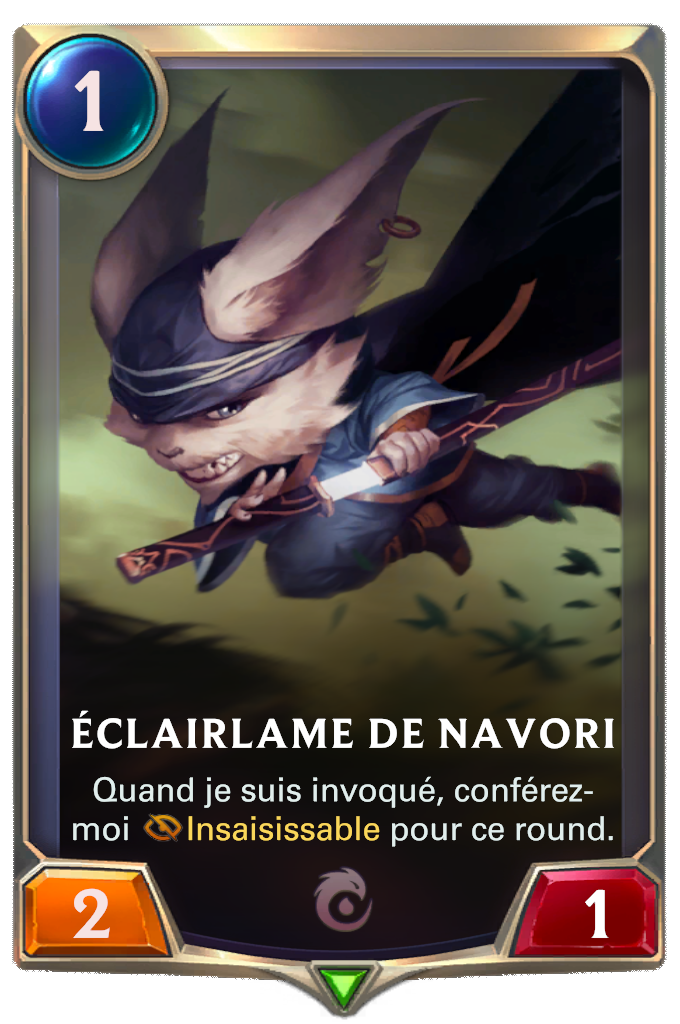 1
ÉCLAIRLAME DE NAVORI
Quand je suis invoqué, conférez-
moi Insaisissable pour ce round.
2 1